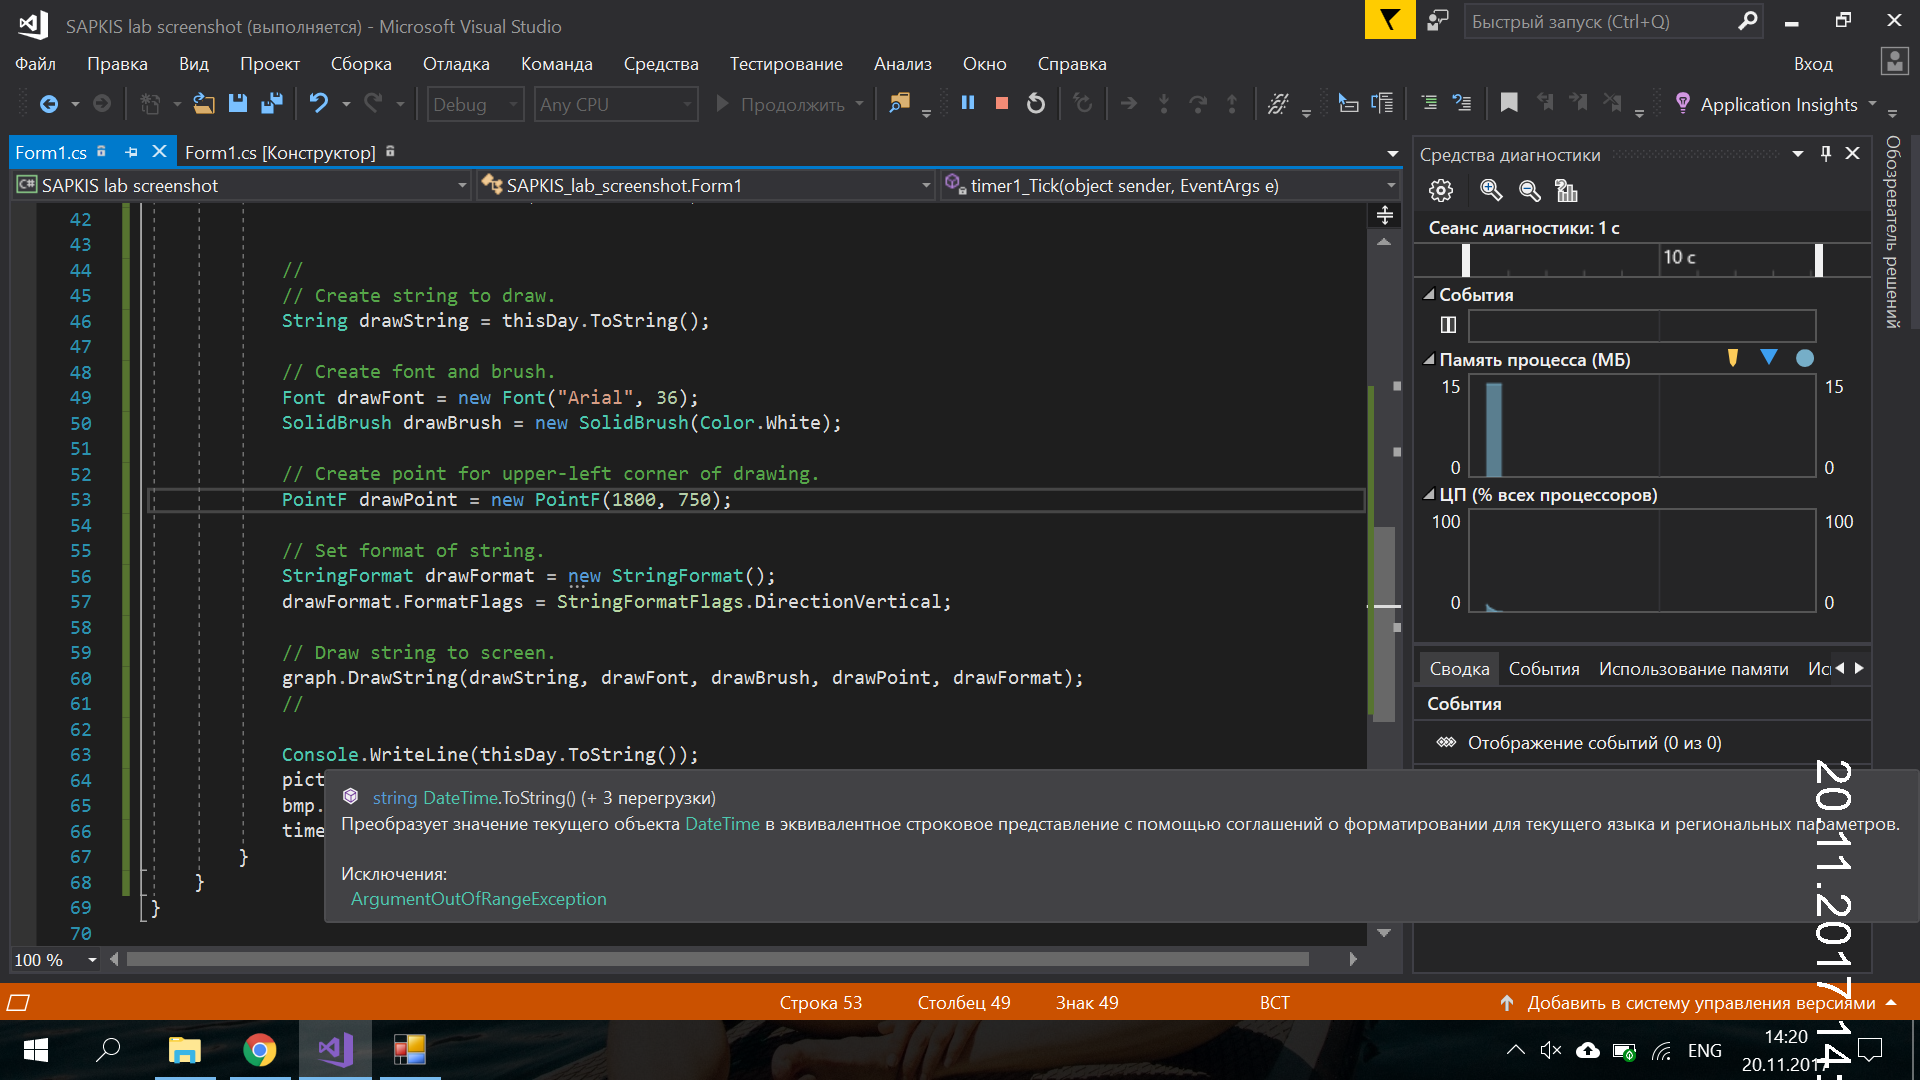 SAPKIS lab screenshot (выполняется) - Microsoft Visual Studio
Быстрый запуск (Ctrl+Q)
Файл Правка Вид Проект Сборка Отладка Команда Средства Тестирование Анализ Окно Справка Вход
Debug Any CPU Продолжить Application Insights
Form1.cs Form1.cs [Конструктор]
C# SAPKIS lab screenshot SAPKIS_lab_screenshot.Form1 timer1_Tick(object sender, EventArgs e)
42
43
44 //
45 // Create string to draw.
46 String drawString = thisDay.ToString();
47
48 // Create font and brush.
49 Font drawFont = new Font("Arial", 36);
50 SolidBrush drawBrush = new SolidBrush(Color.White);
51
52 // Create point for upper-left corner of drawing.
53 PointF drawPoint = new PointF(1800, 750);
54
55 // Set format of string.
56 StringFormat drawFormat = new StringFormat();
57 drawFormat.FormatFlags = StringFormatFlags.DirectionVertical;
58
59 // Draw string to screen.
60 graph.DrawString(drawString, drawFont, drawBrush, drawPoint, drawFormat);
61 //
62
63 Console.WriteLine(thisDay.ToString());
64 pict
65 bmp.
66 time
67 }
68 }
69 }
70
string DateTime.ToString() (+ 3 перегрузки)
Преобразует значение текущего объекта DateTime в эквивалентное строковое представление с помощью соглашений о форматировании для текущего языка и региональных параметров.
Исключения:
ArgumentOutOfRangeException
100 %
Средства диагностики
Сеанс диагностики: 1 с
10 с
События
Память процесса (МБ)
15 15
0 0
ЦП (% всех процессоров)
100 100
0 0
Сводка События Использование памяти Исп
События
Отображение событий (0 из 0)
Обозреватель решений
20.11.2017 14:
Строка 53 Столбец 49 Знак 49 ВСТ Добавить в систему управления версиями
ENG
14:20
20.11.2017